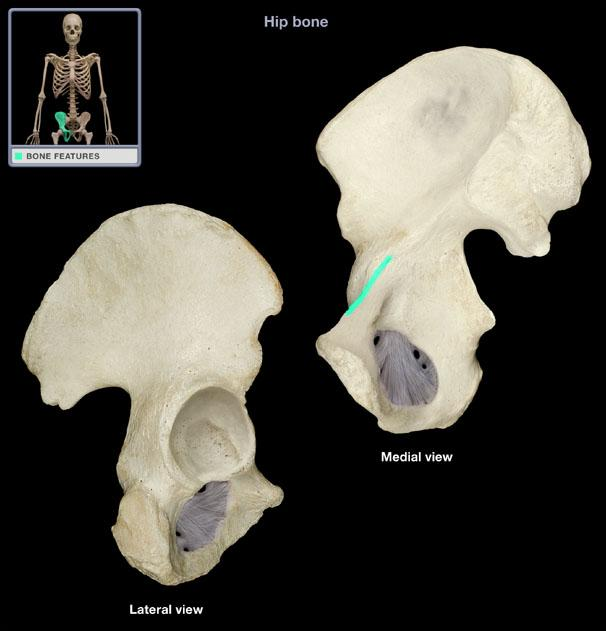 Hip bone
BONE FEATURES
Medial view
Lateral view